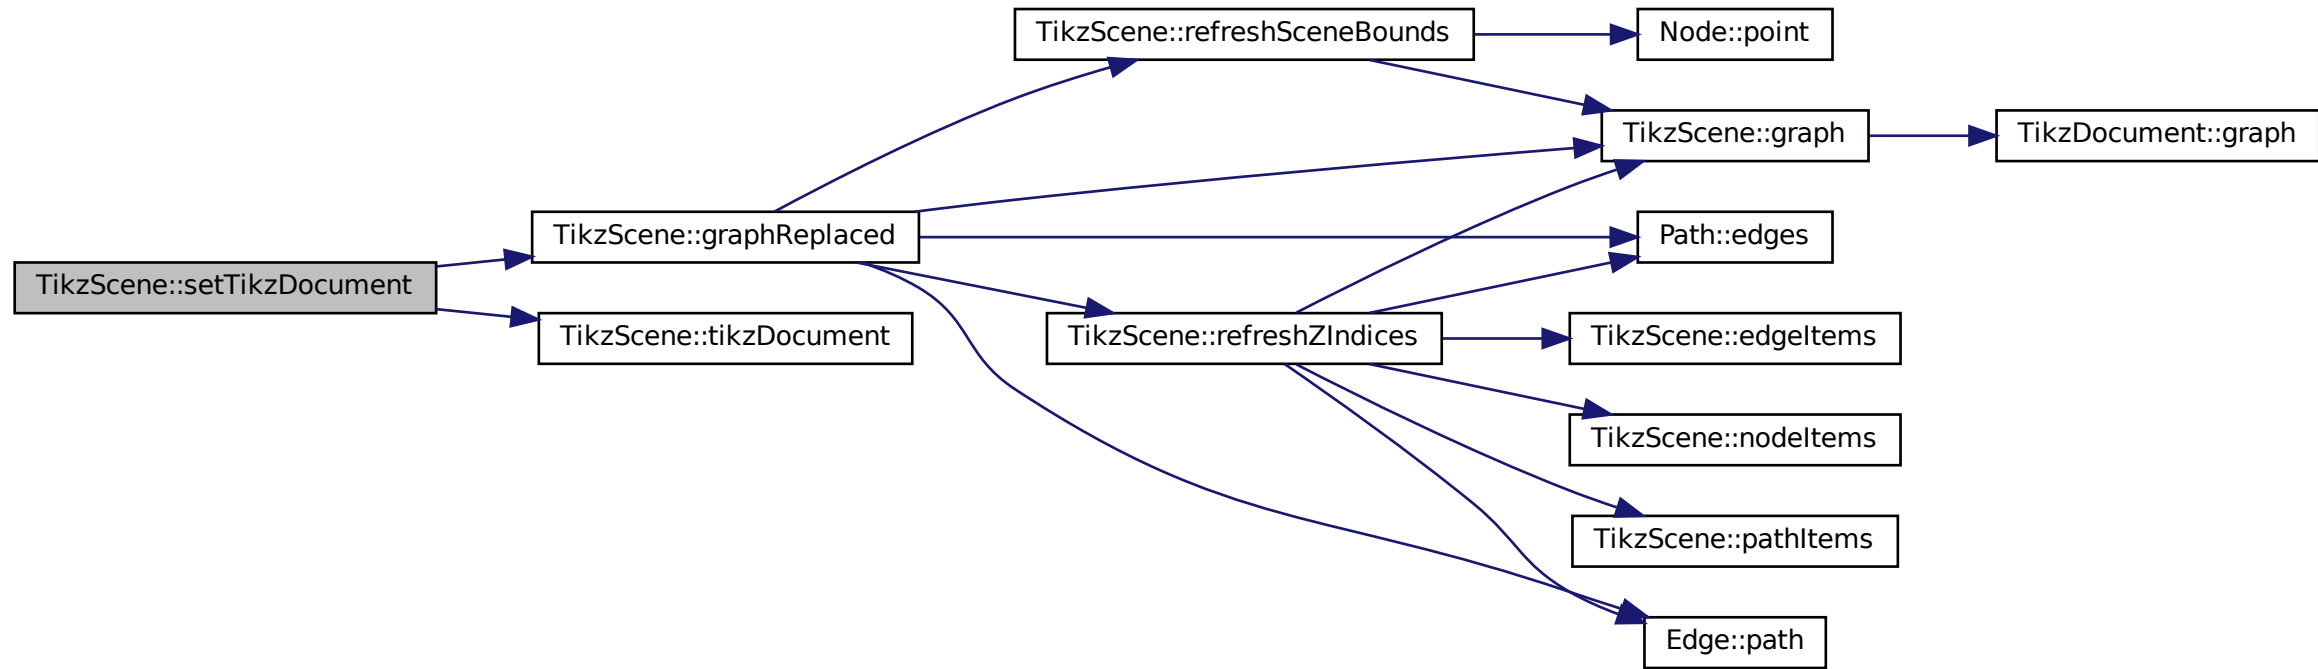 TikzScene::setTikzDocument
TikzScene::graphReplaced
TikzScene::tikzDocument
TikzScene::refreshSceneBounds
TikzScene::refreshZIndices
Node::point
TikzScene::graph
Path::edges
TikzScene::edgeItems
TikzScene::nodeItems
TikzScene::pathItems
Edge::path
TikzDocument::graph